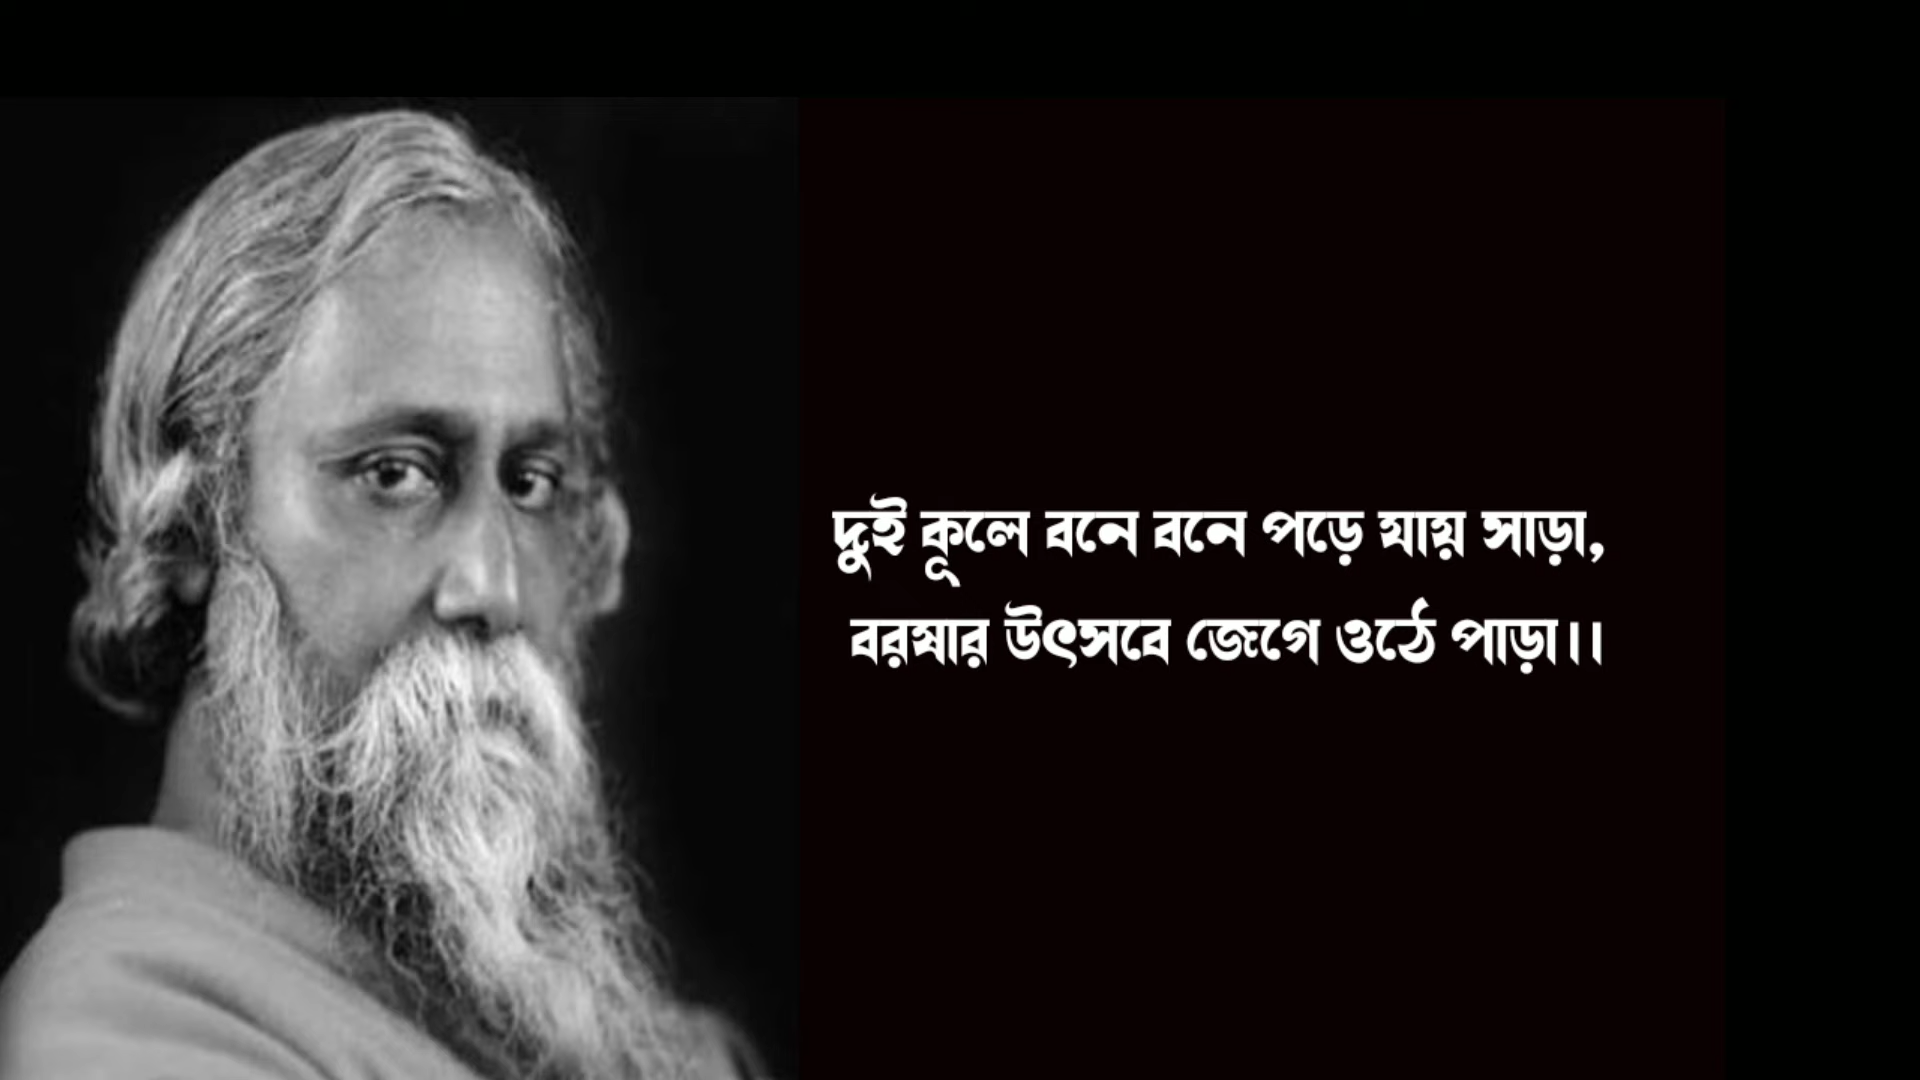 দুই কূলে বনে বনে পড়ে যায় সাড়া,
বরষার উৎসবে জেগে ওঠে পাড়া।।